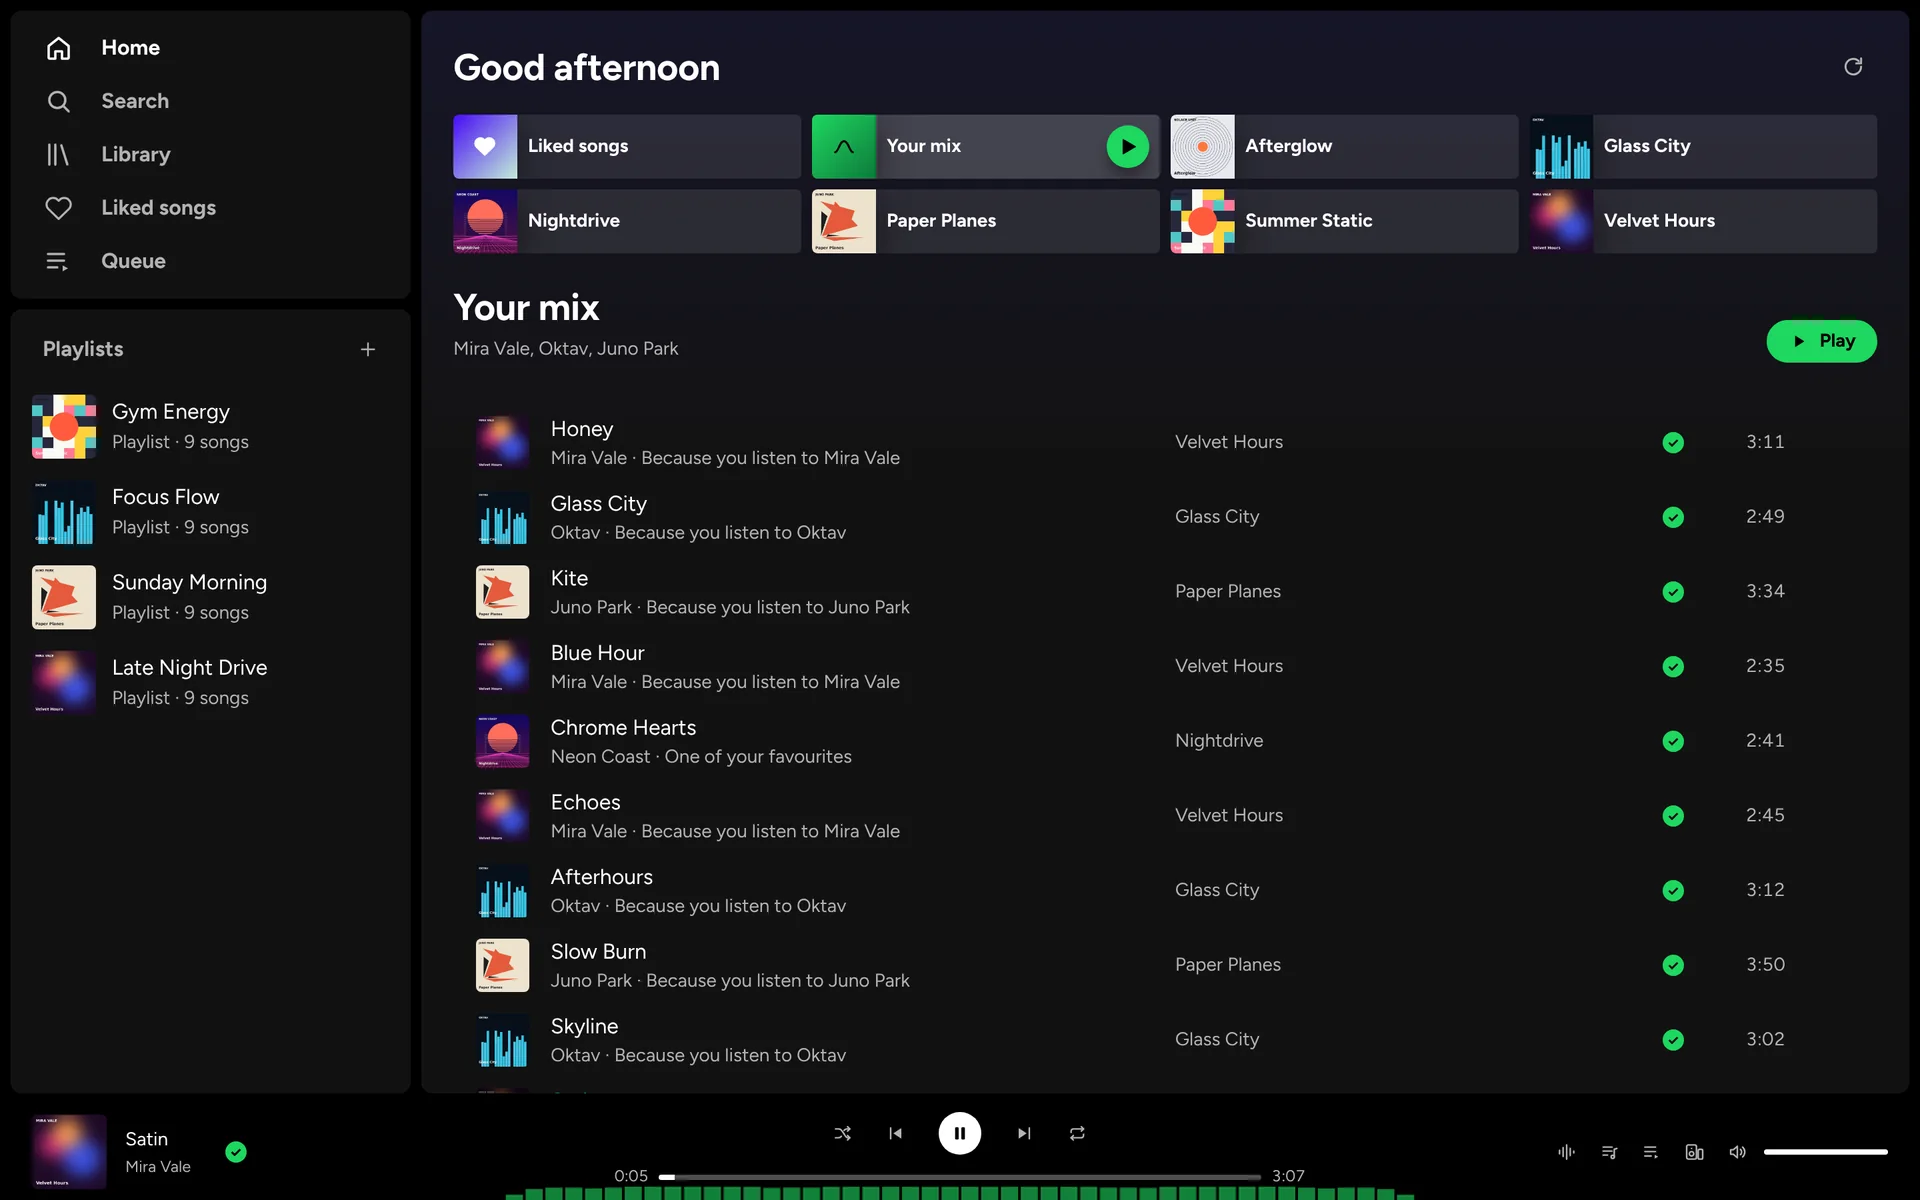 Home
Search
Library
Liked songs
Queue
Playlists
Gym Energy
Playlist · 9 songs
Focus Flow
Playlist · 9 songs
Sunday Morning
Playlist · 9 songs
Late Night Drive
Playlist · 9 songs
Good afternoon
Liked songs
Your mix
Afterglow
Glass City
Nightdrive
Paper Planes
Summer Static
Velvet Hours
Your mix
Mira Vale, Oktav, Juno Park
Play
Honey
Mira Vale · Because you listen to Mira Vale
Velvet Hours
3:11
Glass City
Oktav · Because you listen to Oktav
Glass City
2:49
Kite
Juno Park · Because you listen to Juno Park
Paper Planes
3:34
Blue Hour
Mira Vale · Because you listen to Mira Vale
Velvet Hours
2:35
Chrome Hearts
Neon Coast · One of your favourites
Nightdrive
2:41
Echoes
Mira Vale · Because you listen to Mira Vale
Velvet Hours
2:45
Afterhours
Oktav · Because you listen to Oktav
Glass City
3:12
Slow Burn
Juno Park · Because you listen to Juno Park
Paper Planes
3:50
Skyline
Oktav · Because you listen to Oktav
Glass City
3:02
MIRA VALE
Velvet Hours
Satin
Mira Vale
0:05
3:07